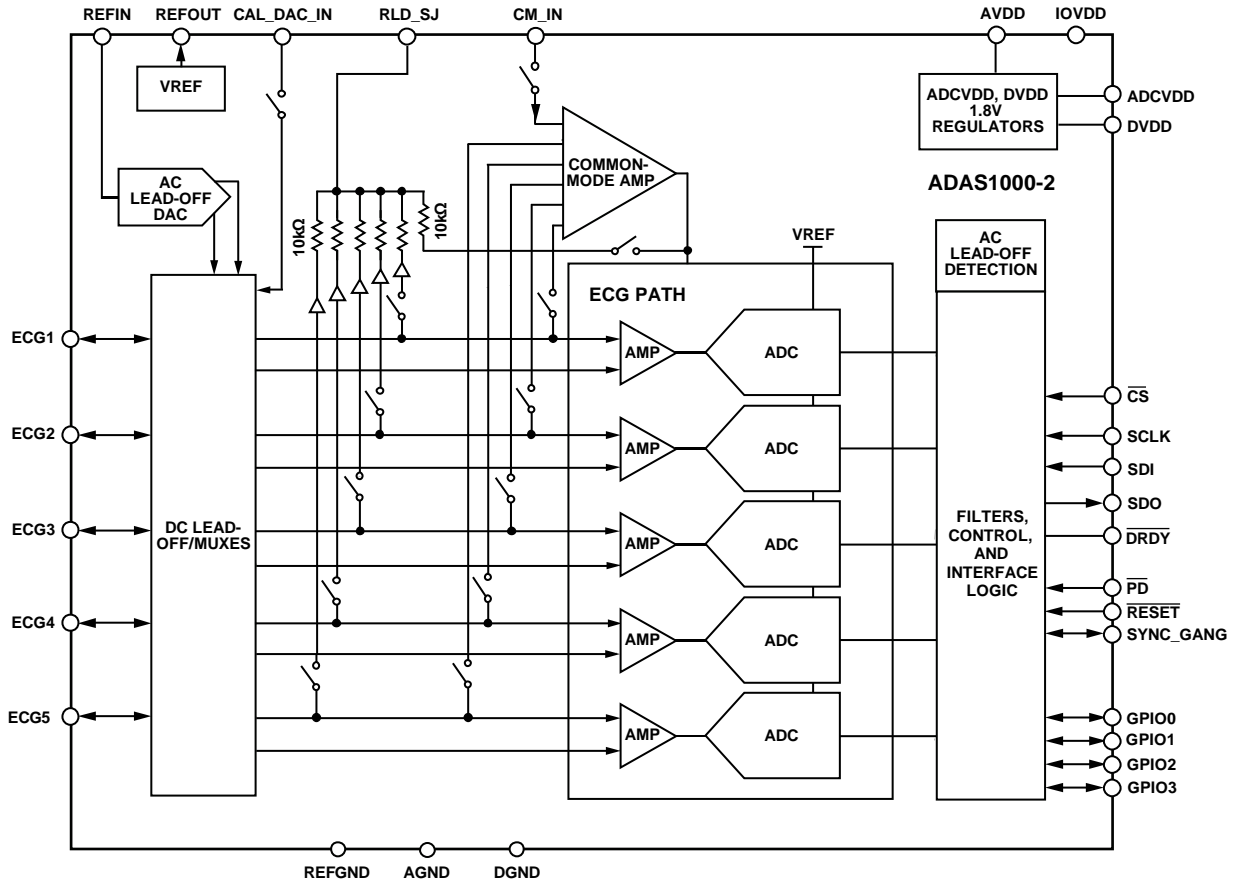 REFIN
REFOUT
CAL_DAC_IN
RLD_SJ
CM_IN
AVDD
IOVDD
VREF
ADCVDD, DVDD
1.8V
REGULATORS
ADCVDD
DVDD
AC
LEAD-OFF
DAC
COMMON-
MODE AMP
ADAS1000-2
10kΩ
10kΩ
VREF
AC
LEAD-OFF
DETECTION
ECG PATH
ECG1
AMP
ADC
CS
ECG2
AMP
ADC
SCLK
SDI
SDO
ECG3
DC LEAD-
OFF/MUXES
AMP
ADC
FILTERS,
CONTROL,
AND
INTERFACE
LOGIC
DRDY
PD
RESET
SYNC_GANG
ECG4
AMP
ADC
ECG5
AMP
ADC
GPIO0
GPIO1
GPIO2
GPIO3
REFGND
AGND
DGND